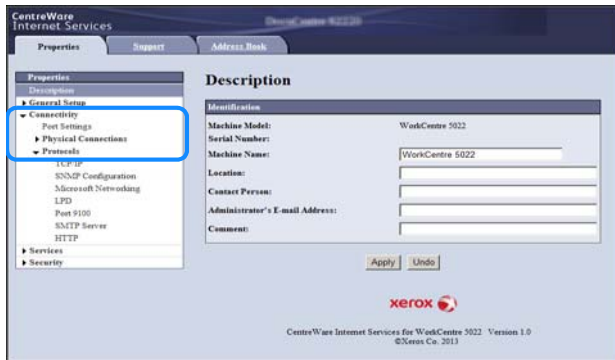 CentreWare
Internet Services
Properties
Support
Address Book
Properties
Description
General Setup
Connectivity
Port Settings
Physical Connections
Protocols
TCP/IP
SNMP Configuration
Microsoft Networking
LPD
Port 9100
SMTP Server
HTTP
Services
Security
Description
Identification
Machine Model: WorkCentre 5022
Serial Number:
Machine Name: WorkCentre 5022
Location:
Contact Person:
Administrator's E-mail Address:
Comment:
Apply Undo
xerox
CentreWare Internet Services for WorkCentre 5022 Version 1.0
©Xerox Co. 2013